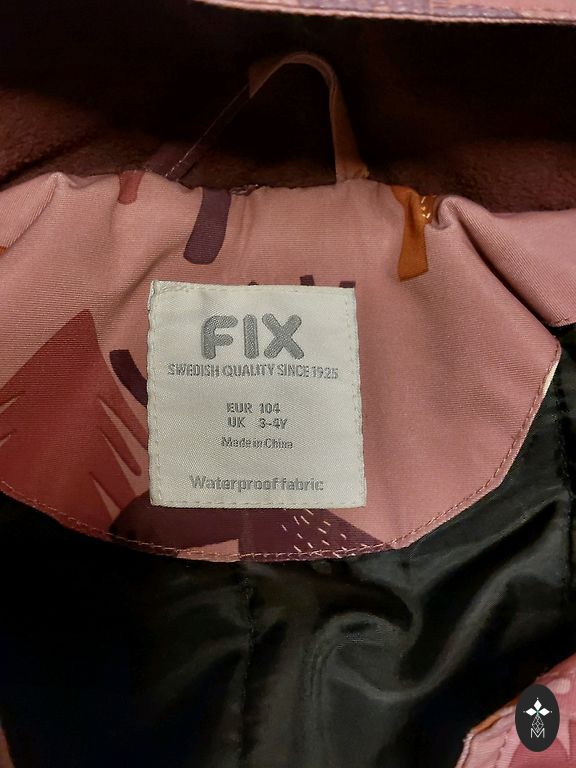 FIX
SWEDISH QUALITY SINCE 1925
EUR 104
UK 3-4Y
Made in China
Waterproof fabric
M